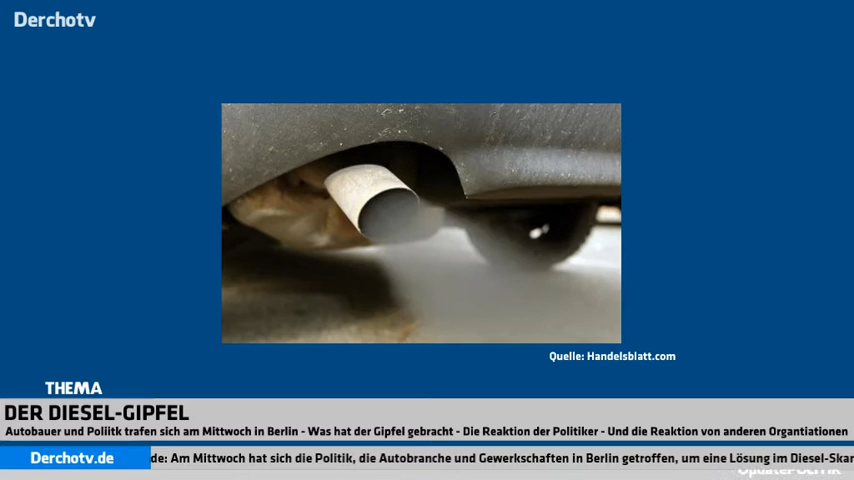 Derchotv
Quelle: Handelsblatt.com
THEMA
DER DIESEL-GIPFEL
Autobauer und Poliitk trafen sich am Mittwoch in Berlin - Was hat der Gipfel gebracht - Die Reaktion der Politiker - Und die Reaktion von anderen Organtiationen
Derchotv.de
de: Am Mittwoch hat sich die Politik, die Autobranche und Gewerkschaften in Berlin getroffen, um eine Lösung im Diesel-Skan
UpdatePOLITIK